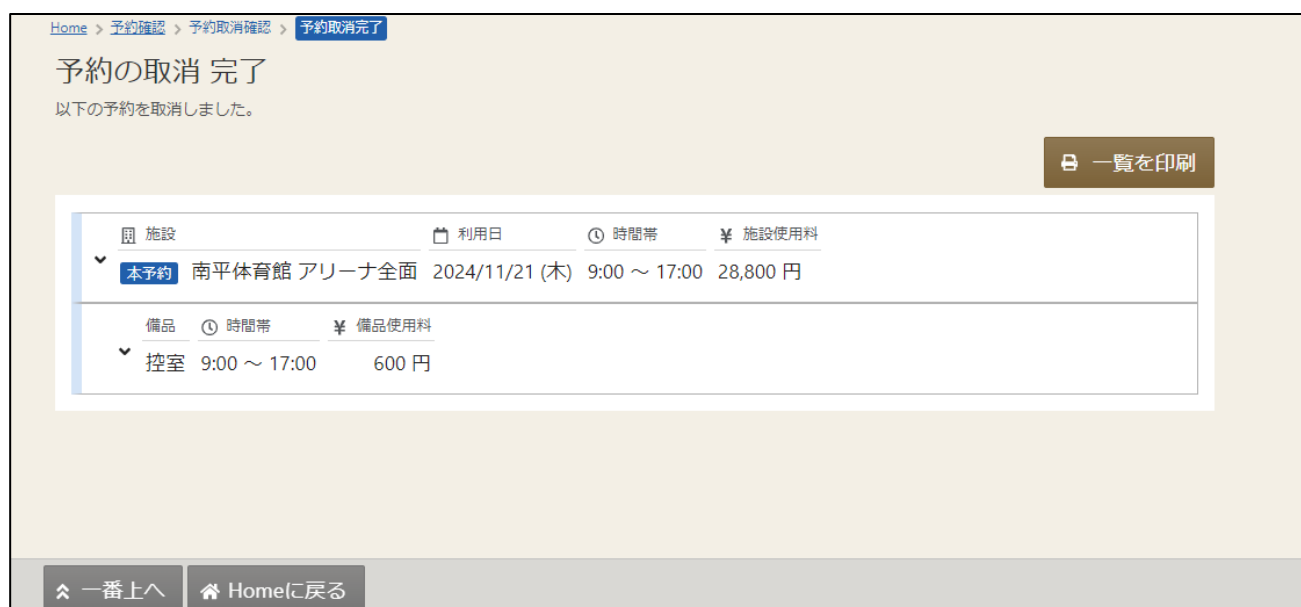 Home > 予約確認 > 予約取消確認 > 予約取消完了
予約の取消 完了
以下の予約を取消しました。
一覧を印刷
施設 利用日 時間帯 ¥ 施設使用料
本予約 南平体育館 アリーナ全面 2024/11/21 (木) 9:00 ～ 17:00 28,800 円
備品 時間帯 ¥ 備品使用料
控室 9:00 ～ 17:00 600 円
一番上へ Homeに戻る